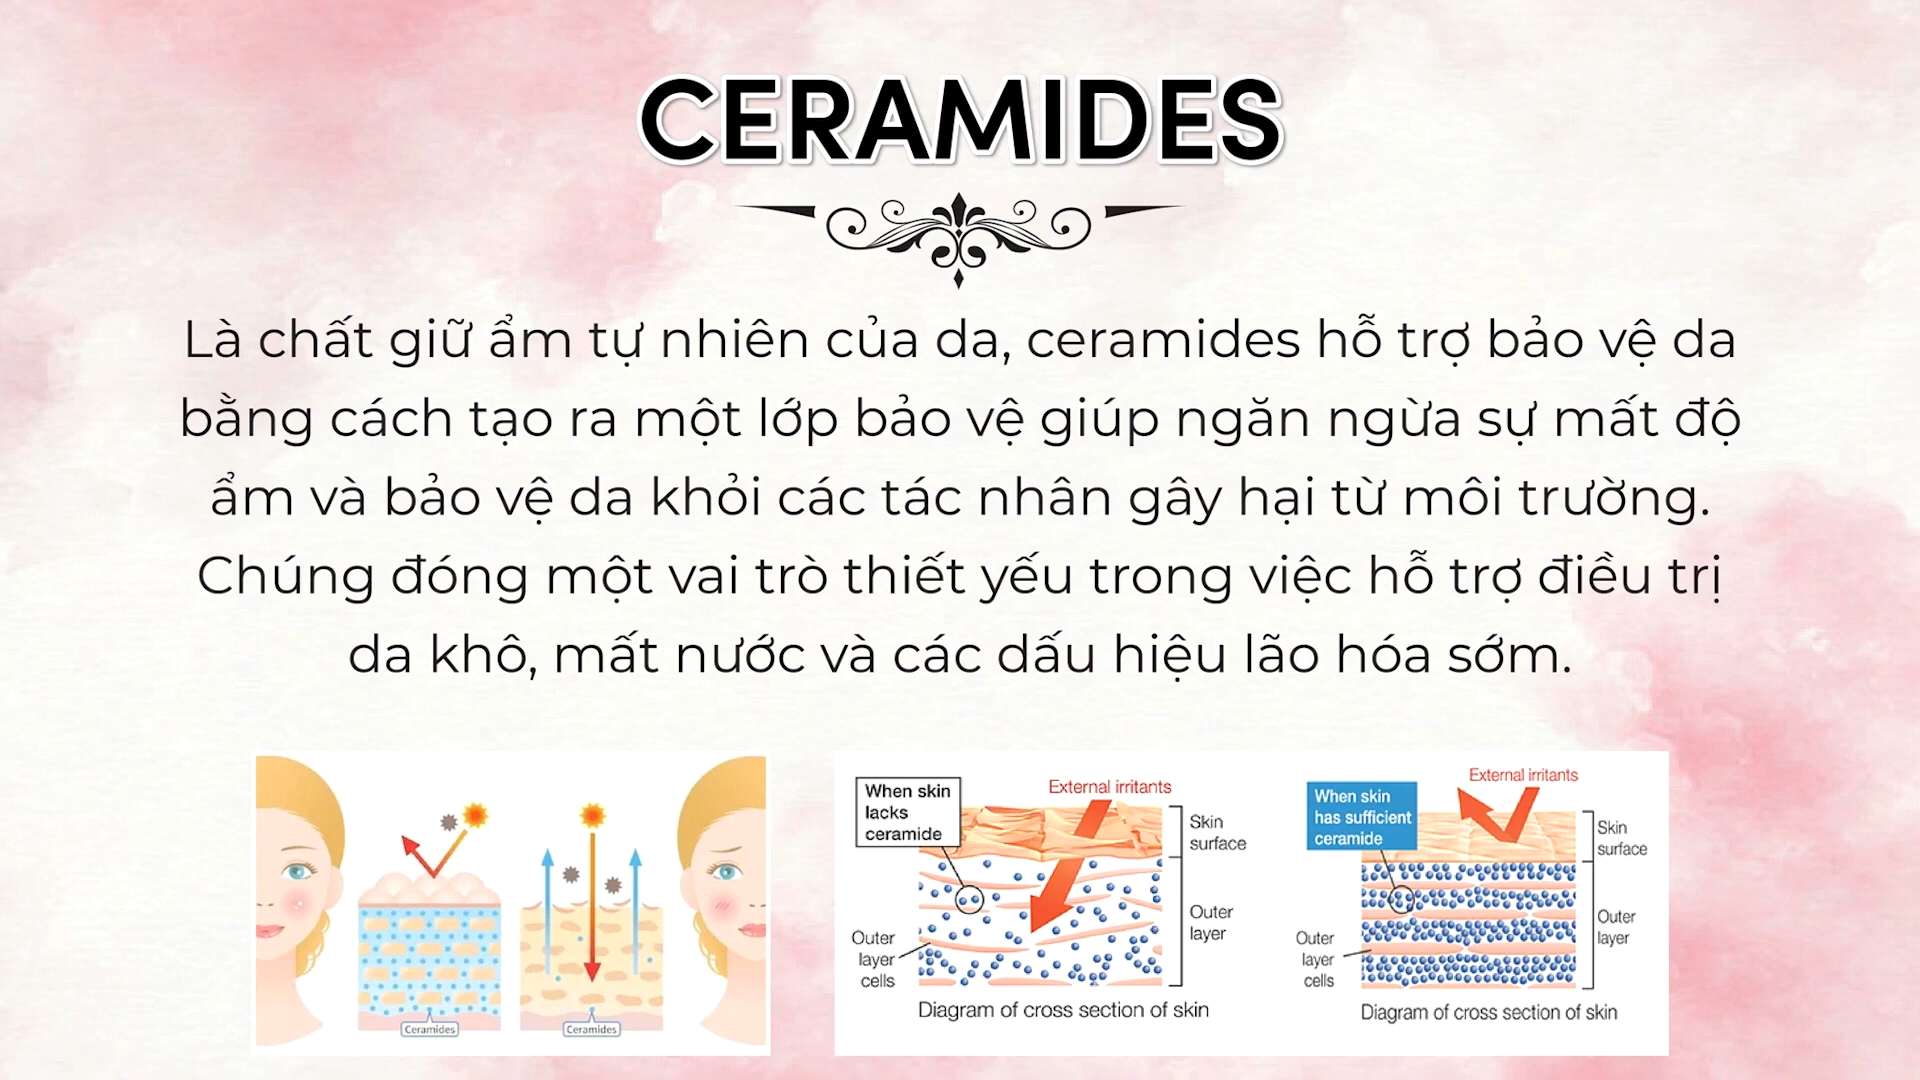 CERAMIDES
Là chất giữ ẩm tự nhiên của da, ceramides hỗ trợ bảo vệ da
bằng cách tạo ra một lớp bảo vệ giúp ngăn ngừa sự mất độ
ẩm và bảo vệ da khỏi các tác nhân gây hại từ môi trường.
Chúng đóng một vai trò thiết yếu trong việc hỗ trợ điều trị
da khô, mất nước và các dấu hiệu lão hóa sớm.
Ceramides
Ceramides
When skin
lacks
ceramide
External irritants
Skin
surface
Outer
layer
Outer
layer
cells
Diagram of cross section of skin
When skin
has sufficient
ceramide
External irritants
Skin
surface
Outer
layer
Outer
layer
cells
Diagram of cross section of skin